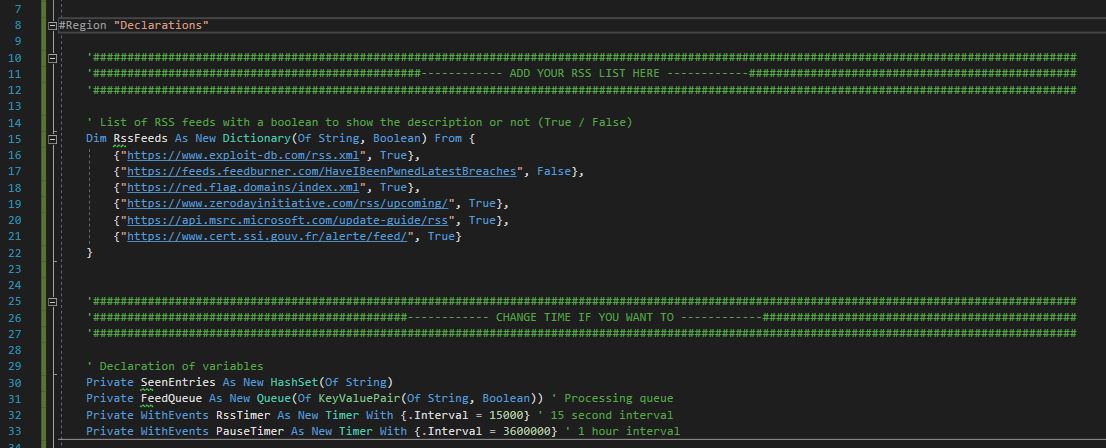 7
8 #Region "Declarations"
9
10 '################################################################################################################################################
11 '################################################------------ ADD YOUR RSS LIST HERE ------------################################################
12 '################################################################################################################################################
13
14 ' List of RSS feeds with a boolean to show the description or not (True / False)
15 Dim RssFeeds As New Dictionary(Of String, Boolean) From {
16 {"https://www.exploit-db.com/rss.xml", True},
17 {"https://feeds.feedburner.com/HaveIBeenPwnedLatestBreaches", False},
18 {"https://red.flag.domains/index.xml", True},
19 {"https://www.zerodayinitiative.com/rss/upcoming/", True},
20 {"https://api.msrc.microsoft.com/update-guide/rss", True},
21 {"https://www.cert.ssi.gouv.fr/alerte/feed/", True}
22 }
23
24
25 '################################################################################################################################################
26 '##############################################------------ CHANGE TIME IF YOU WANT TO ------------##############################################
27 '################################################################################################################################################
28
29 ' Declaration of variables
30 Private SeenEntries As New HashSet(Of String)
31 Private FeedQueue As New Queue(Of KeyValuePair(Of String, Boolean)) ' Processing queue
32 Private WithEvents RssTimer As New Timer With {.Interval = 15000} ' 15 second interval
33 Private WithEvents PauseTimer As New Timer With {.Interval = 3600000} ' 1 hour interval